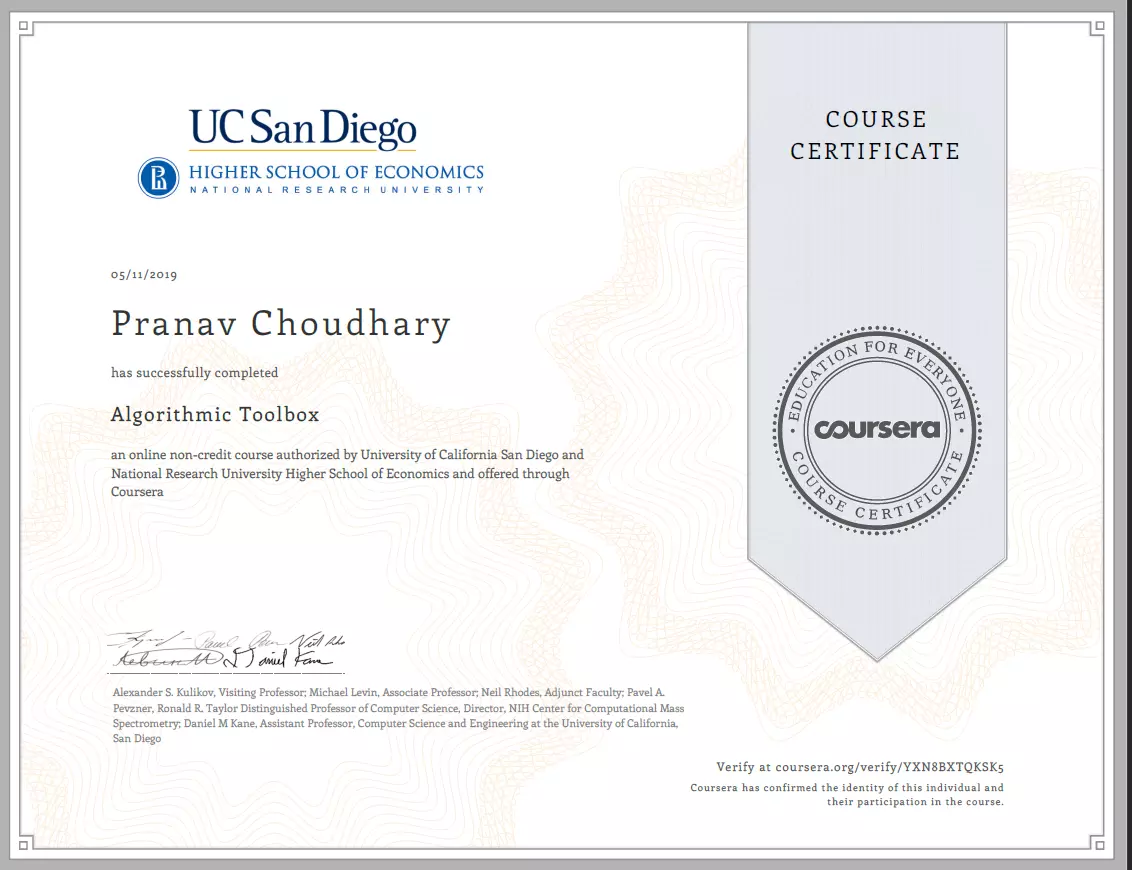 UC San Diego
HIGHER SCHOOL OF ECONOMICS
NATIONAL RESEARCH UNIVERSITY
COURSE
CERTIFICATE
05/11/2019
Pranav Choudhary
has successfully completed
Algorithmic Toolbox
an online non-credit course authorized by University of California San Diego and
National Research University Higher School of Economics and offered through
Coursera
EDUCATION FOR EVERYONE
coursera
COURSE CERTIFICATE
Alexander S. Kulikov, Visiting Professor; Michael Levin, Associate Professor; Neil Rhodes, Adjunct Faculty; Pavel A.
Pevzner, Ronald R. Taylor Distinguished Professor of Computer Science, Director, NIH Center for Computational Mass
Spectrometry; Daniel M Kane, Assistant Professor, Computer Science and Engineering at the University of California,
San Diego
Verify at coursera.org/verify/YXN8BXTQKSK5
Coursera has confirmed the identity of this individual and
their participation in the course.